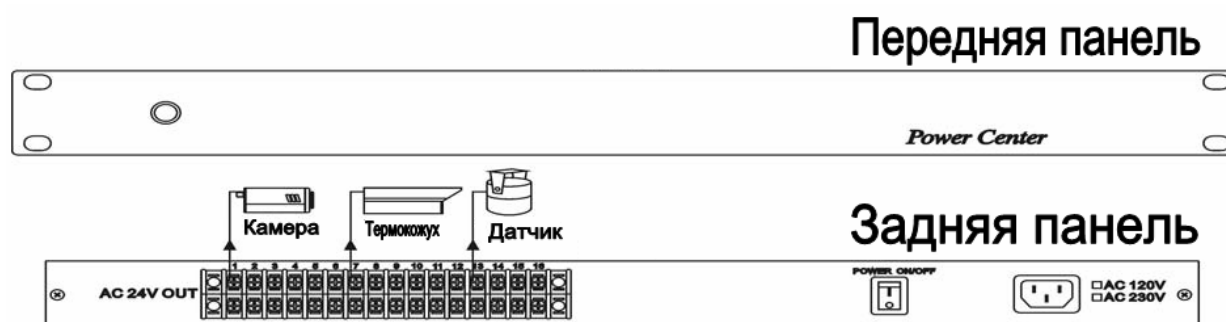 Передняя панель
Power Center
Камера
Термокожух
Датчик
Задняя панель
1 2 3 4 5 6 7 8 9 10 11 12 13 14 15 16
AC 24V OUT
POWER ON/OFF
□AC 120V
□AC 230V